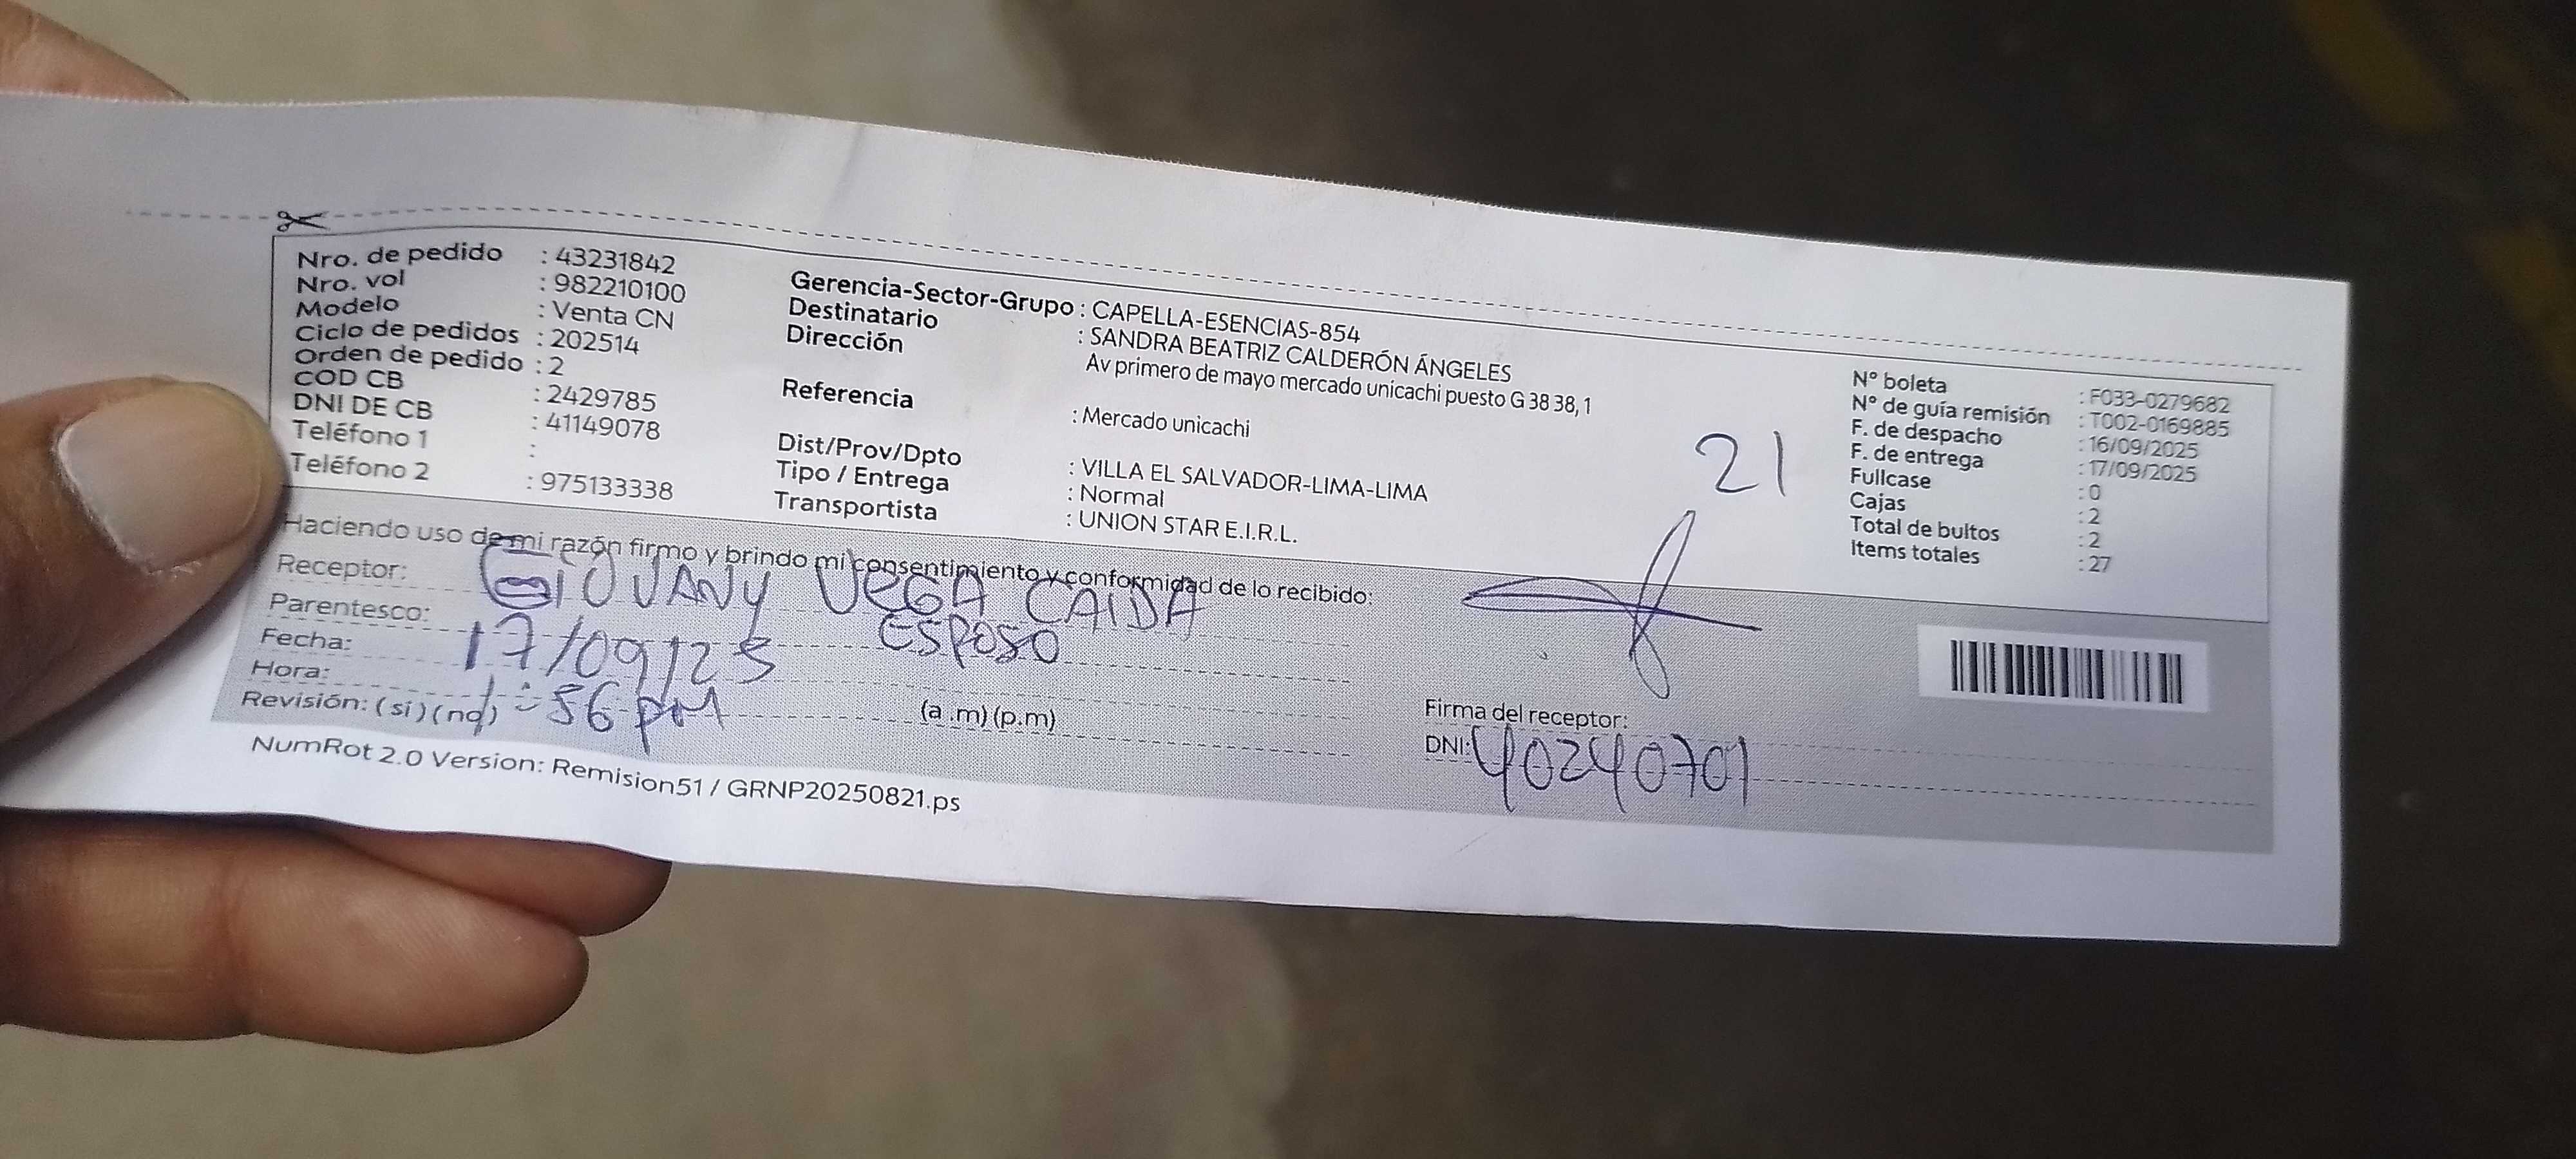 Nro. de pedido : 43231842
Nro. vol : 982210100
Modelo : Venta CN
Ciclo de pedidos : 202514
Orden de pedido : 2
COD CB : 2429785
DNI DE CB : 41149078
Teléfono 1 :
Teléfono 2 : 975133338
Gerencia-Sector-Grupo : CAPELLA-ESENCIAS-854
Destinatario : SANDRA BEATRIZ CALDERÓN ÁNGELES
Dirección Av primero de mayo mercado unicachi puesto G 38 38, 1
Referencia : Mercado unicachi
Dist/Prov/Dpto : VILLA EL SALVADOR-LIMA-LIMA
Tipo / Entrega : Normal
Transportista : UNION STAR E.I.R.L.
21
N° boleta : F033-0279682
N° de guía remisión : T002-0169885
F. de despacho : 16/09/2025
F. de entrega : 17/09/2025
Fullcase : 0
Cajas : 2
Total de bultos : 2
Items totales : 27
Haciendo uso de mi razón firmo y brindo mi consentimiento y conformidad de lo recibido:
Receptor: GIOVANY VEGA
Parentesco: ESPOSO
Fecha: 17/09/25
Hora: 1:56 pM (a .m) (p.m)
Revisión: (si) (no)
Firma del receptor:
DNI: 40240701
NumRot 2.0 Version: Remision51 / GRNP20250821.ps